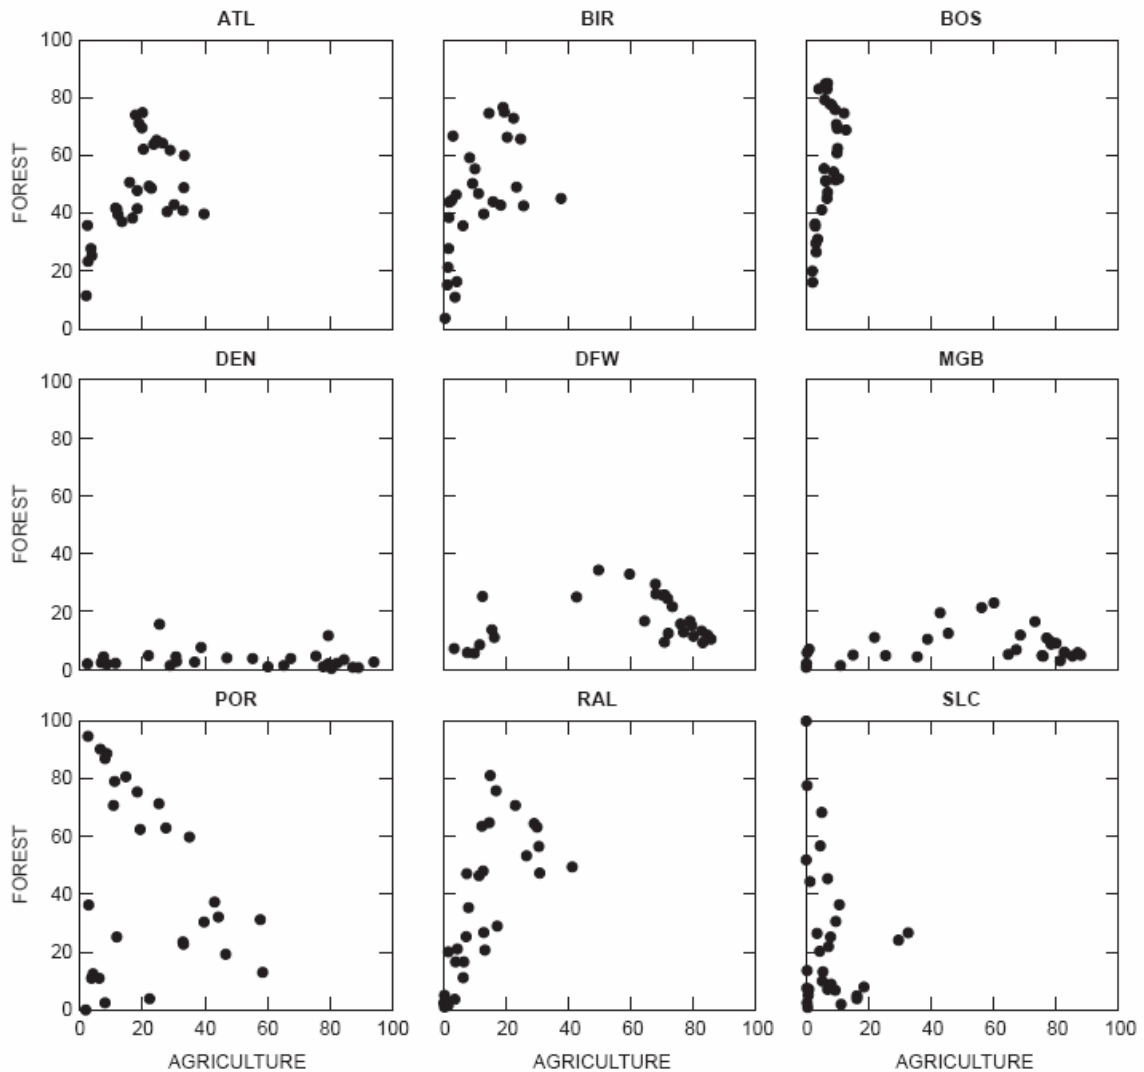 ATL BIR BOS
100
80
60
FOREST
40
20
0
DEN DFW MGB
100
80
60
FOREST
40
20
0
POR RAL SLC
100
80
60
FOREST
40
20
0
0 20 40 60 80 100 0 20 40 60 80 100 0 20 40 60 80 100
AGRICULTURE AGRICULTURE AGRICULTURE